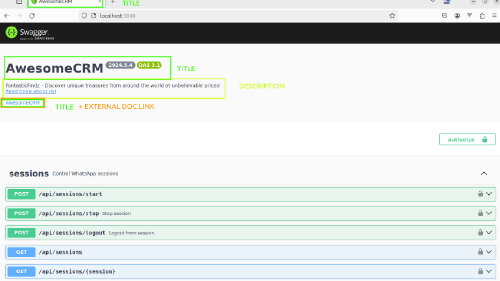 AwesomeCRM
TITLE
localhost:3000
Swagger
AwesomeCRM 2024.5.4 OAS 3.1
TITLE
FantasticFindz - Discover unique treasures from around the world at unbelievable prices!
DESCRIPTION
Read more about us!
AwesomeCRM
TITLE + EXTERNAL DOC LINK
Authorize
sessions Control WhatsApp sessions
POST /api/sessions/start
POST /api/sessions/stop Stop session
POST /api/sessions/logout Logout from session
GET /api/sessions
GET /api/sessions/{session}